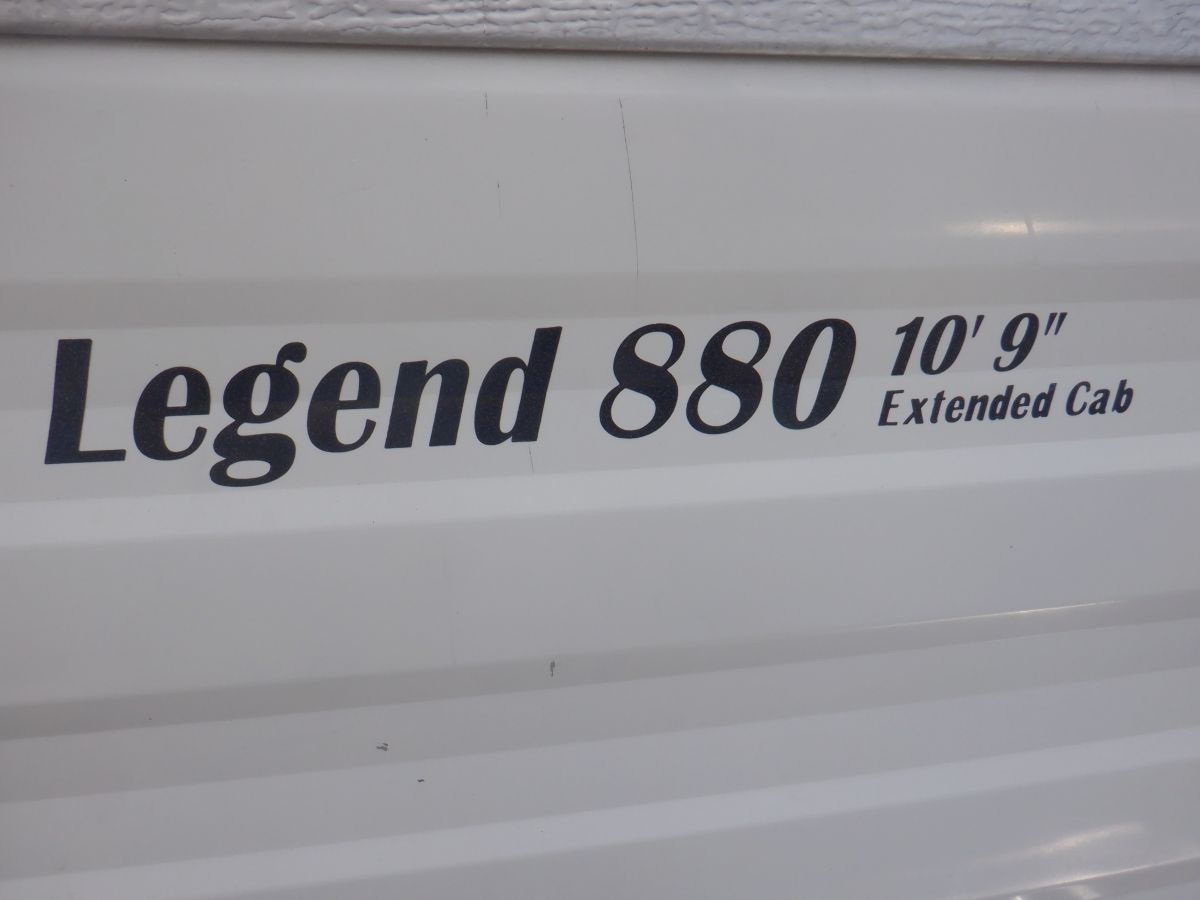 Legend 880 10' 9"
Extended Cab